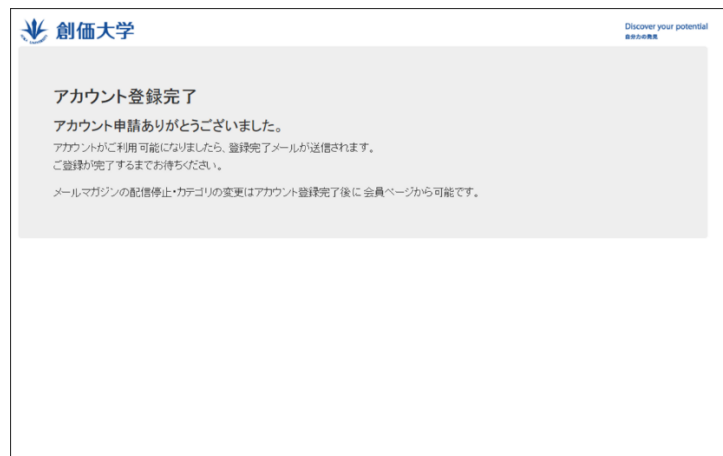 創価大学
Discover your potential
自分力の発見
アカウント登録完了
アカウント申請ありがとうございました。
アカウントがご利用可能になりましたら、登録完了メールが送信されます。
ご登録が完了するまでお待ちください。
メールマガジンの配信停止・カテゴリの変更はアカウント登録完了後に会員ページから可能です。